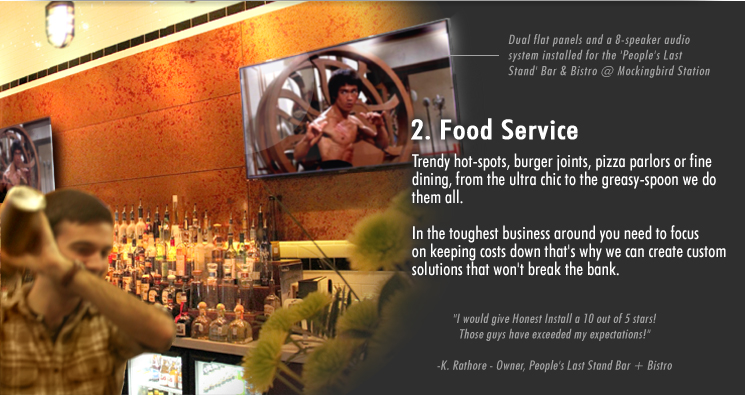 Dual flat panels and a 8-speaker audio
system installed for the 'People's Last
Stand' Bar & Bistro @ Mockingbird Station
2. Food Service
Trendy hot-spots, burger joints, pizza parlors or fine
dining, from the ultra chic to the greasy-spoon we do
them all.
In the toughest business around you need to focus
on keeping costs down that's why we can create custom
solutions that won't break the bank.
"I would give Honest Install a 10 out of 5 stars!
Those guys have exceeded my expectations!"
-K. Rathore - Owner, People's Last Stand Bar + Bistro